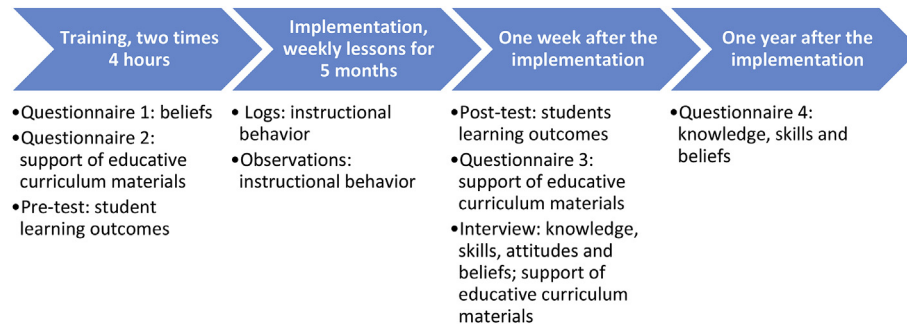 Training, two times
4 hours
•Questionnaire 1: beliefs
•Questionnaire 2:
support of educative
curriculum materials
•Pre-test: student
learning outcomes
Implementation,
weekly lessons for
5 months
• Logs: instructional
behavior
•Observations:
instructional behavior
One week after the
implementation
•Post-test: students
learning outcomes
•Questionnaire 3:
support of educative
curriculum materials
•Interview: knowledge,
skills, attitudes and
beliefs; support of
educative curriculum
materials
One year after the
implementation
•Questionnaire 4:
knowledge, skills and
beliefs